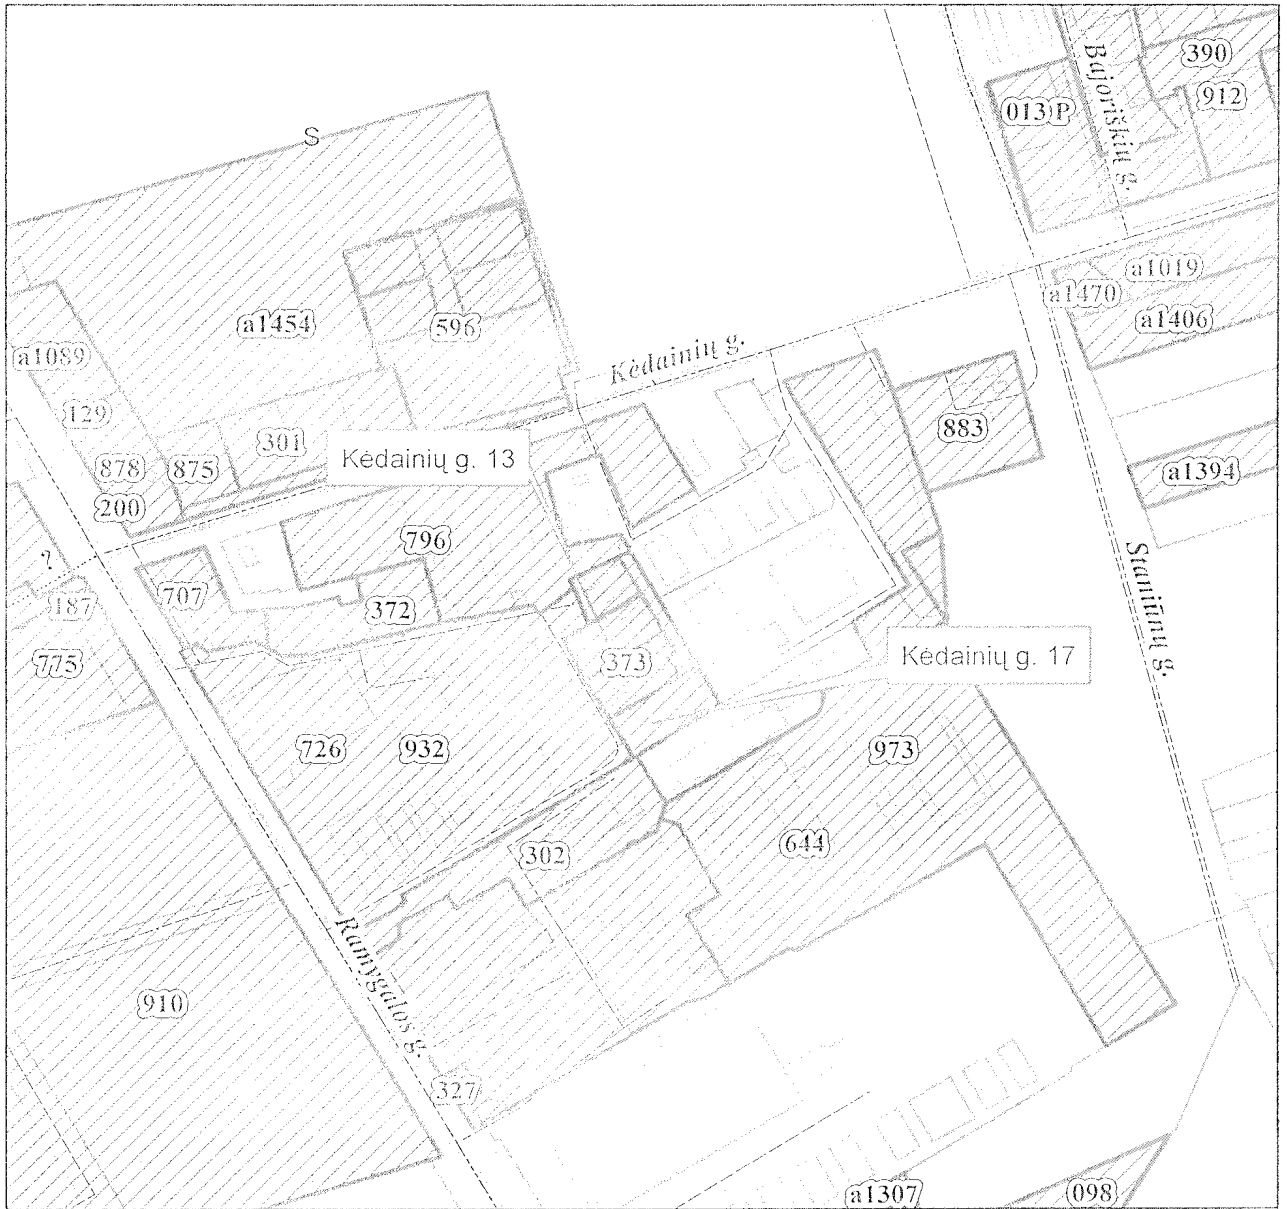 390
Bajoriškių g.
912
013 P
S
a1019
a1470
a1454
596
a1406
a1089
Kėdainių g.
129
301
883
Kėdainių g. 13
878
875
a1394
200
796
?
187
707
372
Staniūnų g.
775
373
Kėdainių g. 17
726
932
973
644
302
Ramygalos g.
910
327
a1307
098